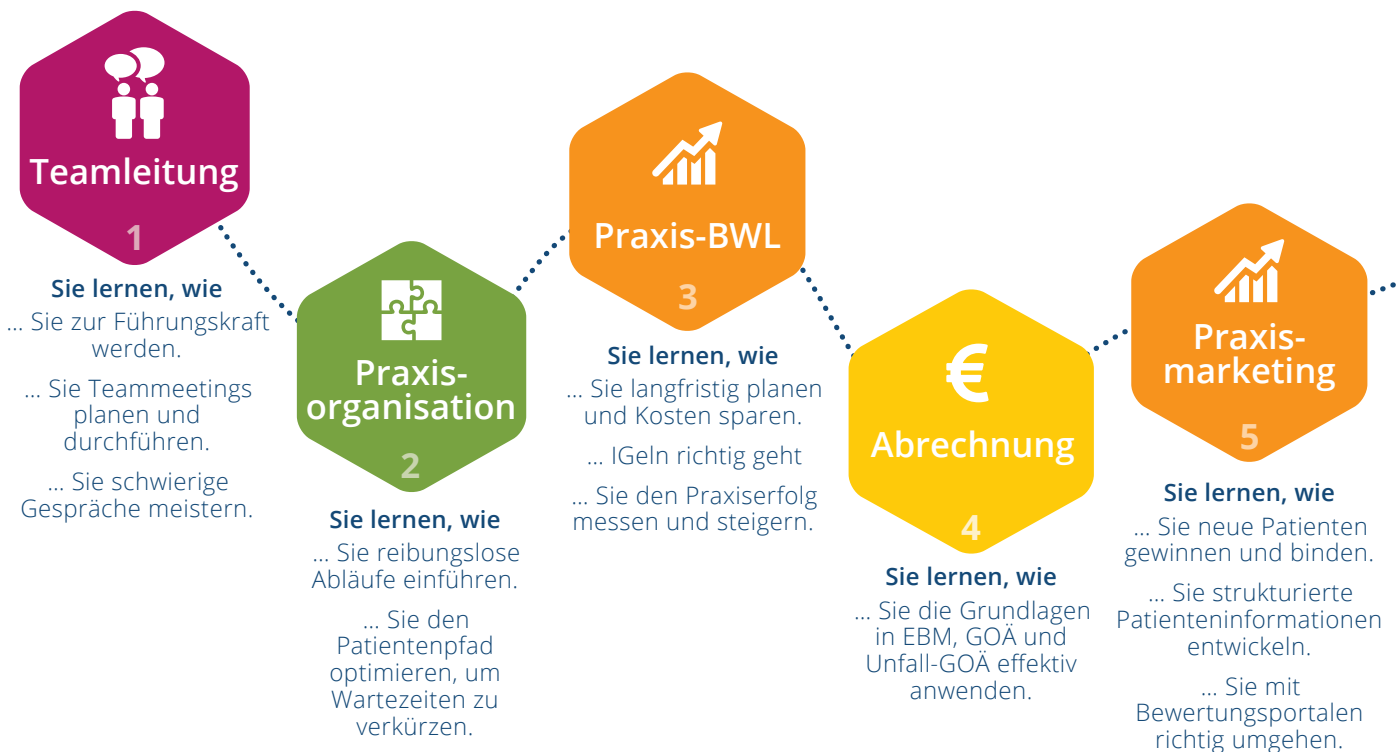 Teamleitung
1
Sie lernen, wie
... Sie zur Führungskraft
werden.
... Sie Teammeetings
planen und
durchführen.
... Sie schwierige
Gespräche meistern.
Praxis-
organisation
2
Sie lernen, wie
... Sie reibungslose
Abläufe einführen.
... Sie den
Patientenpfad
optimieren, um
Wartezeiten zu
verkürzen.
Praxis-BWL
3
Sie lernen, wie
... Sie langfristig planen
und Kosten sparen.
... IGeln richtig geht
... Sie den Praxiserfolg
messen und steigern.
€
Abrechnung
4
Sie lernen, wie
... Sie die Grundlagen
in EBM, GOÄ und
Unfall-GOÄ effektiv
anwenden.
Praxis-
marketing
5
Sie lernen, wie
... Sie neue Patienten
gewinnen und binden.
... Sie strukturierte
Patienteninformationen
entwickeln.
... Sie mit
Bewertungsportalen
richtig umgehen.